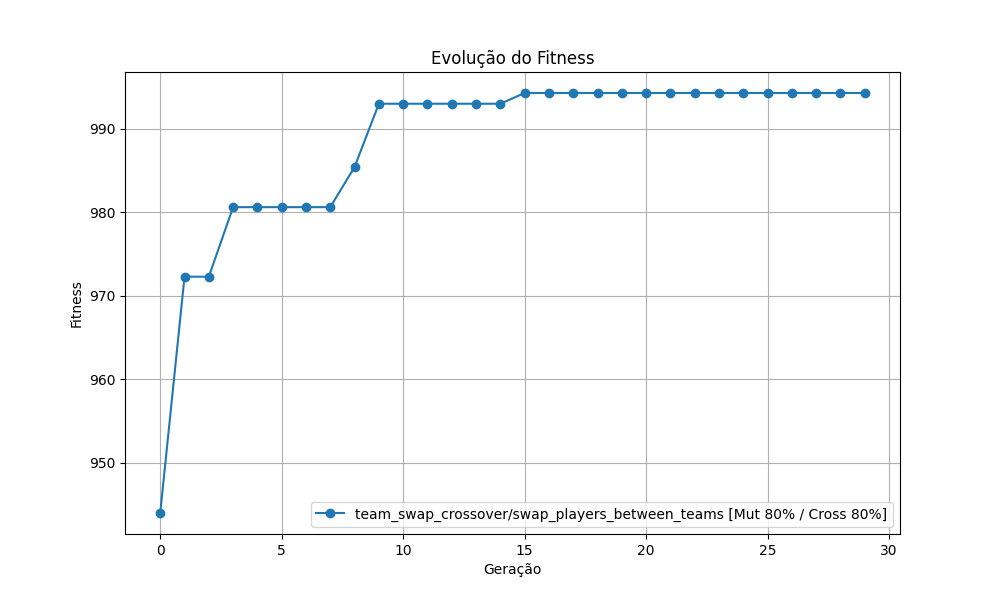 Evolução do Fitness
Fitness
990
980
970
960
950
0 5 10 15 20 25 30
Geração
team_swap_crossover/swap_players_between_teams [Mut 80% / Cross 80%]